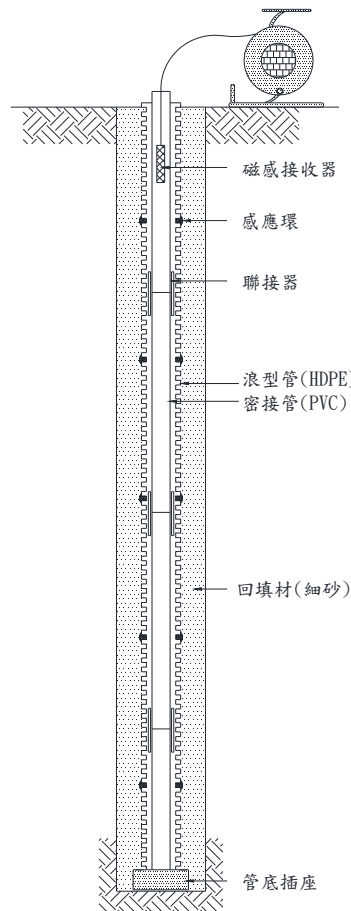 磁感接收器
感應環
聯接器
浪型管(HDPE)
密接管(PVC)
回填材(細砂)
管底插座